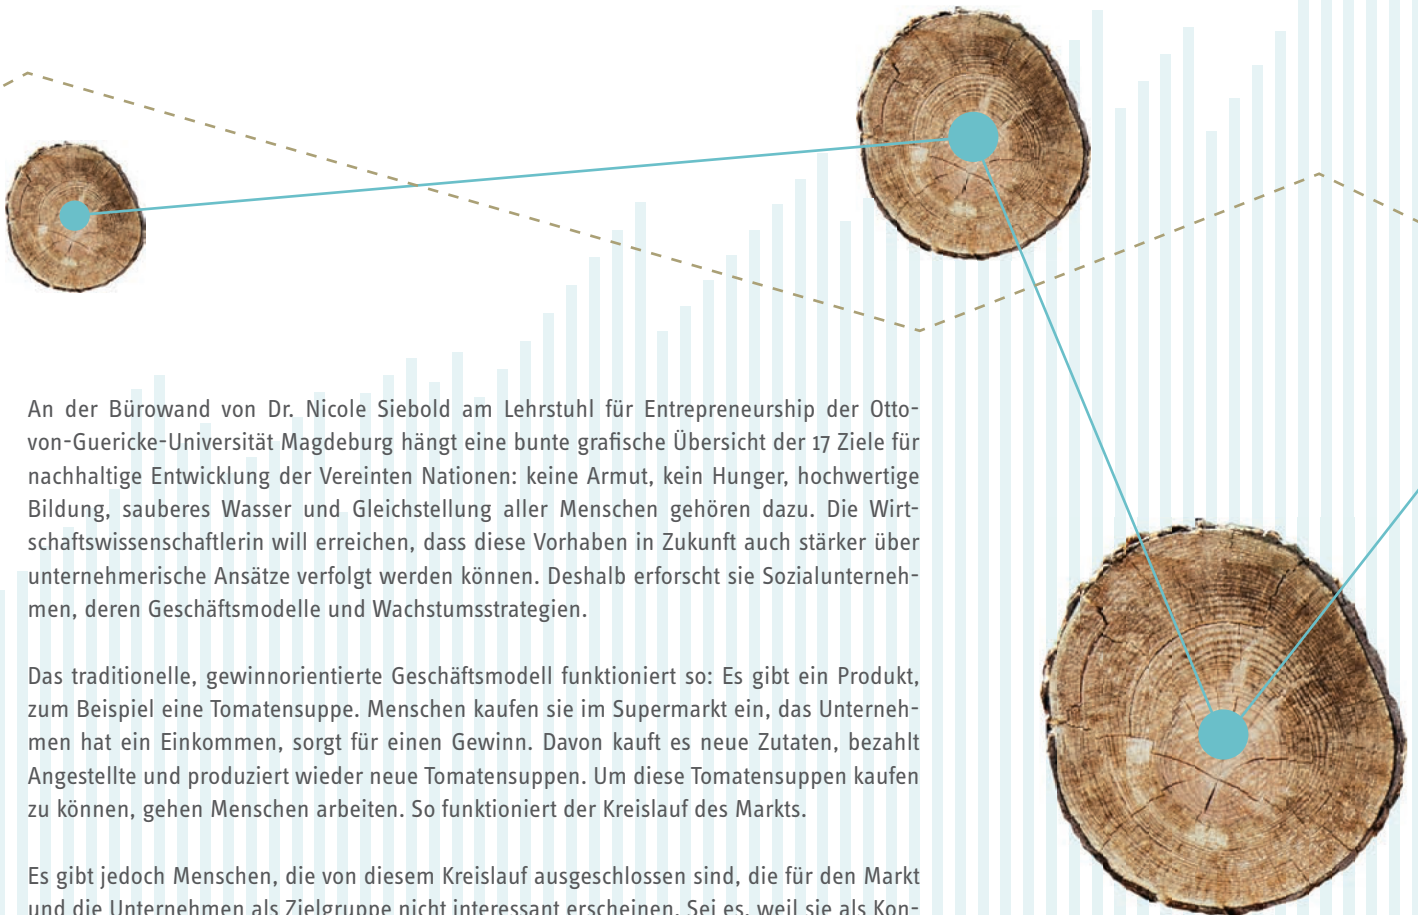 An der Bürowand von Dr. Nicole Siebold am Lehrstuhl für Entrepreneurship der Otto-
von-Guericke-Universität Magdeburg hängt eine bunte grafische Übersicht der 17 Ziele für
nachhaltige Entwicklung der Vereinten Nationen: keine Armut, kein Hunger, hochwertige
Bildung, sauberes Wasser und Gleichstellung aller Menschen gehören dazu. Die Wirt-
schaftswissenschaftlerin will erreichen, dass diese Vorhaben in Zukunft auch stärker über
unternehmerische Ansätze verfolgt werden können. Deshalb erforscht sie Sozialunterneh-
men, deren Geschäftsmodelle und Wachstumsstrategien.

Das traditionelle, gewinnorientierte Geschäftsmodell funktioniert so: Es gibt ein Produkt,
zum Beispiel eine Tomatensuppe. Menschen kaufen sie im Supermarkt ein, das Unterneh-
men hat ein Einkommen, sorgt für einen Gewinn. Davon kauft es neue Zutaten, bezahlt
Angestellte und produziert wieder neue Tomatensuppen. Um diese Tomatensuppen kaufen
zu können, gehen Menschen arbeiten. So funktioniert der Kreislauf des Markts.

Es gibt jedoch Menschen, die von diesem Kreislauf ausgeschlossen sind, die für den Markt
und die Unternehmen als Zielgruppe nicht interessant erscheinen. Sei es, weil sie als Kon-